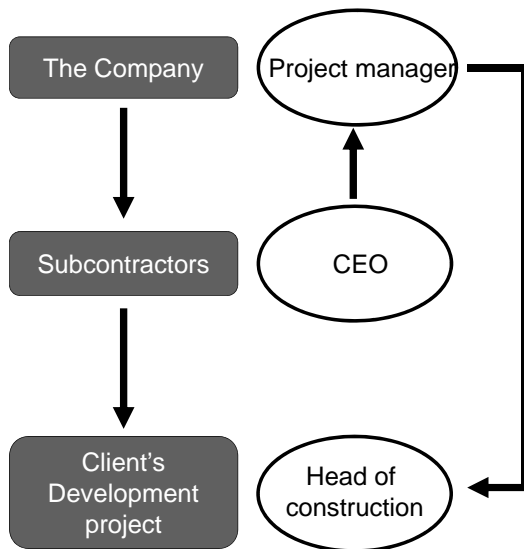 The Company
Project manager
Subcontractors
CEO
Client's
Development
project
Head of
construction